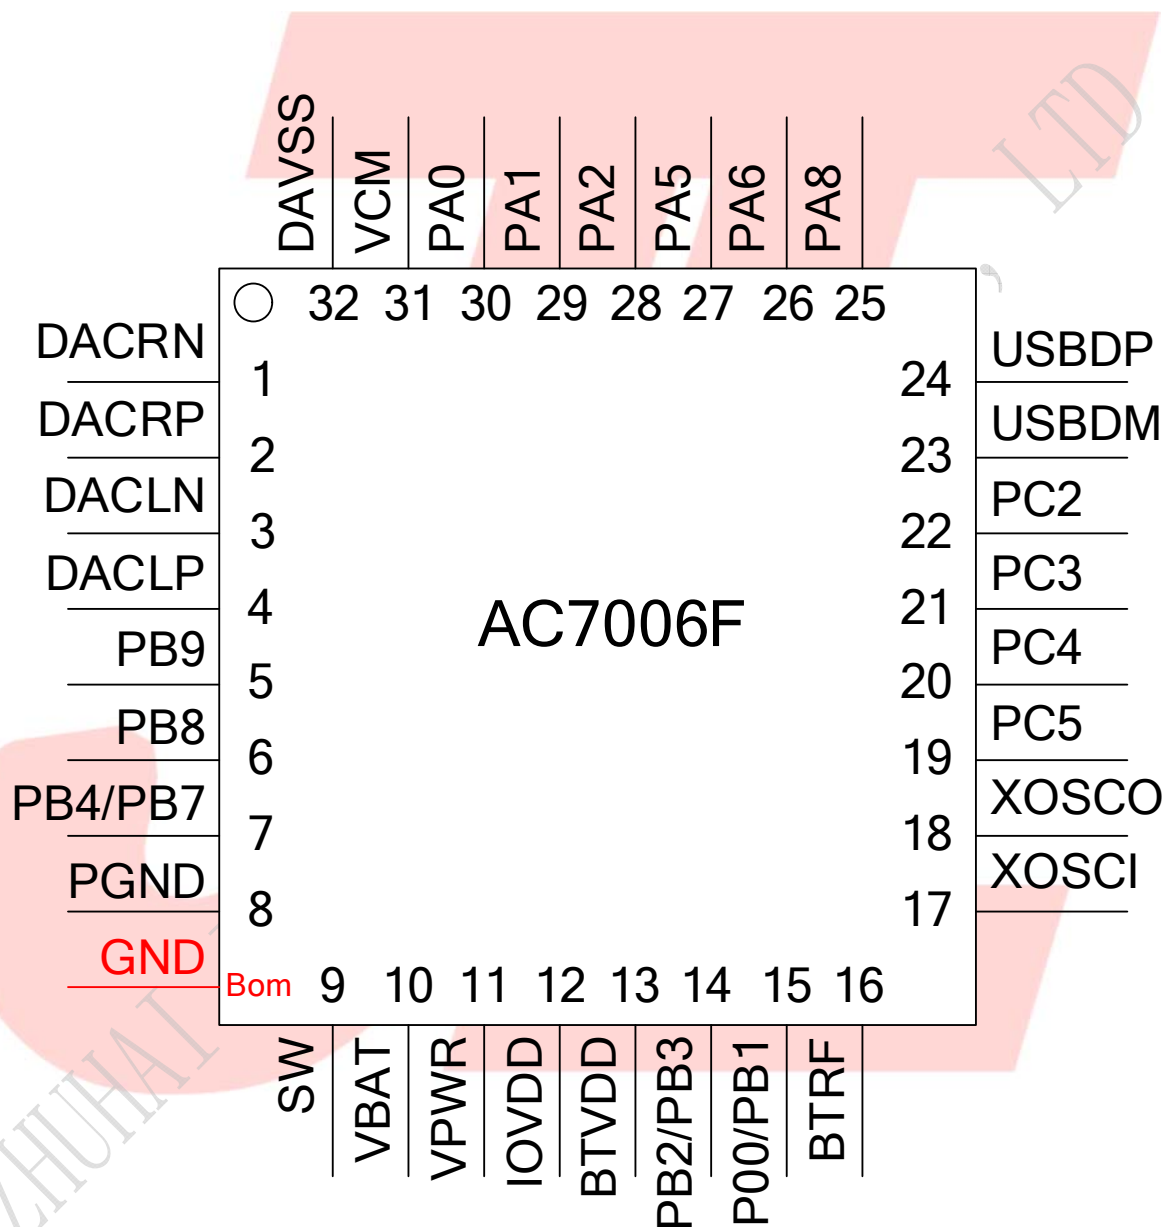 DAVSS
VCM
PA0
PA1
PA2
PA5
PA6
PA8
32 31 30 29 28 27 26 25
DACRN 1
DACRP 2
DACLN 3
DACLP 4
PB9 5
PB8 6
PB4/PB7 7
PGND 8
GND Bom
AC7006F
24 USBDP
23 USBDM
22 PC2
21 PC3
20 PC4
19 PC5
18 XOSCO
17 XOSCI
9 10 11 12 13 14 15 16
SW
VBAT
VPWR
IOVDD
BTVDD
PB2/PB3
P00/PB1
BTRF
ZHUHAI
, LTD